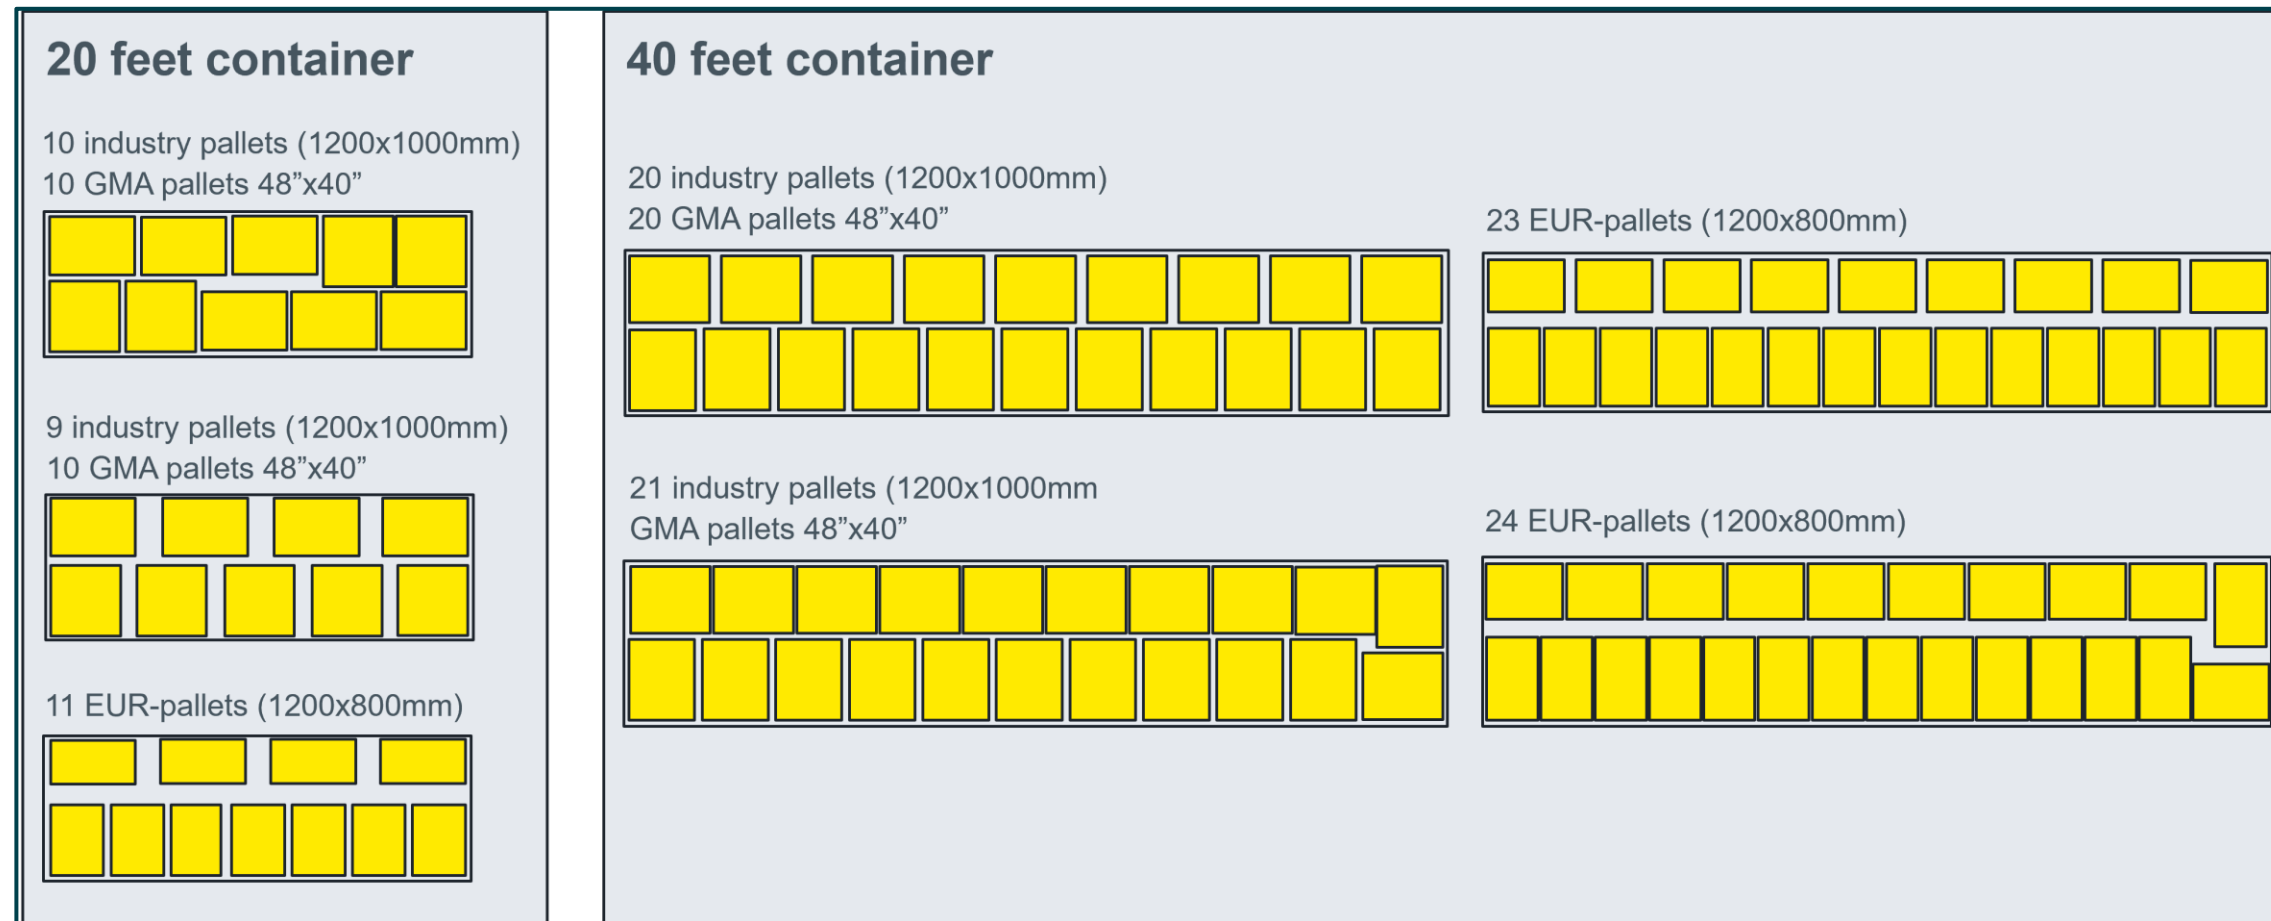 20 feet container
10 industry pallets (1200x1000mm)
10 GMA pallets 48”x40”
9 industry pallets (1200x1000mm)
10 GMA pallets 48”x40”
11 EUR-pallets (1200x800mm)
40 feet container
20 industry pallets (1200x1000mm)
20 GMA pallets 48”x40”
23 EUR-pallets (1200x800mm)
21 industry pallets (1200x1000mm
GMA pallets 48”x40”
24 EUR-pallets (1200x800mm)